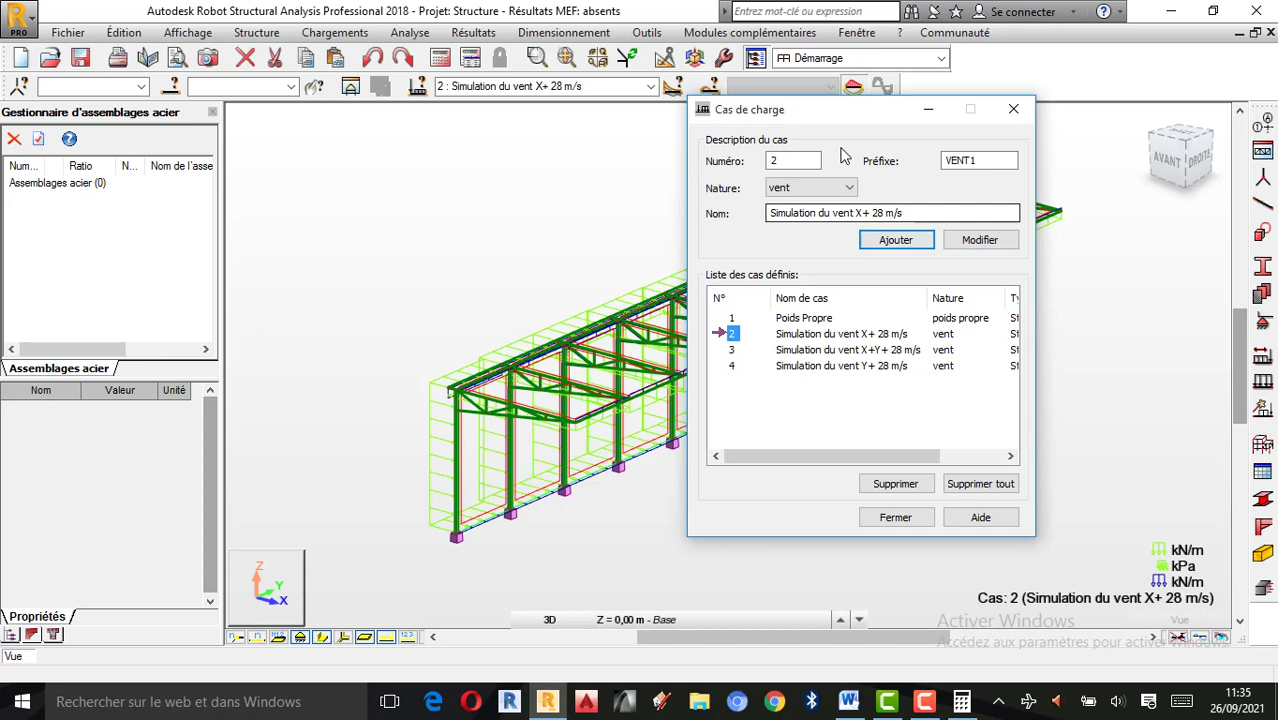 Autodesk Robot Structural Analysis Professional 2018 - Projet: Structure - Résultats MEF: absents
Entrez mot-clé ou expression
Se connecter
PRO
Fichier Édition Affichage Structure Chargements Analyse Résultats Dimensionnement Outils Modules complémentaires Fenêtre ? Communauté
Démarrage
2 : Simulation du vent X+ 28 m/s
Gestionnaire d'assemblages acier
Num... Ratio N... Nom de l'asse
Assemblages acier (0)
Assemblages acier
Nom Valeur Unité
Propriétés
Vue
Cas de charge
Description du cas
Numéro: 2 Préfixe: VENT1
Nature: vent
Nom: Simulation du vent X+ 28 m/s
Ajouter Modifier
Liste des cas définis:
N° Nom de cas Nature
1 Poids Propre poids propre St
2 Simulation du vent X+ 28 m/s vent St
3 Simulation du vent X+Y+ 28 m/s vent St
4 Simulation du vent Y+ 28 m/s vent St
Supprimer Supprimer tout
Fermer Aide
AVANT DROITE
Z
Y
X
kN/m
kPa
kN/m
Cas: 2 (Simulation du vent X+ 28 m/s)
3D Z = 0,00 m - Base
Activer Windows
Vue
Accédez aux paramètres pour activer Windows.
Rechercher sur le web et dans Windows
11:35
26/09/2021